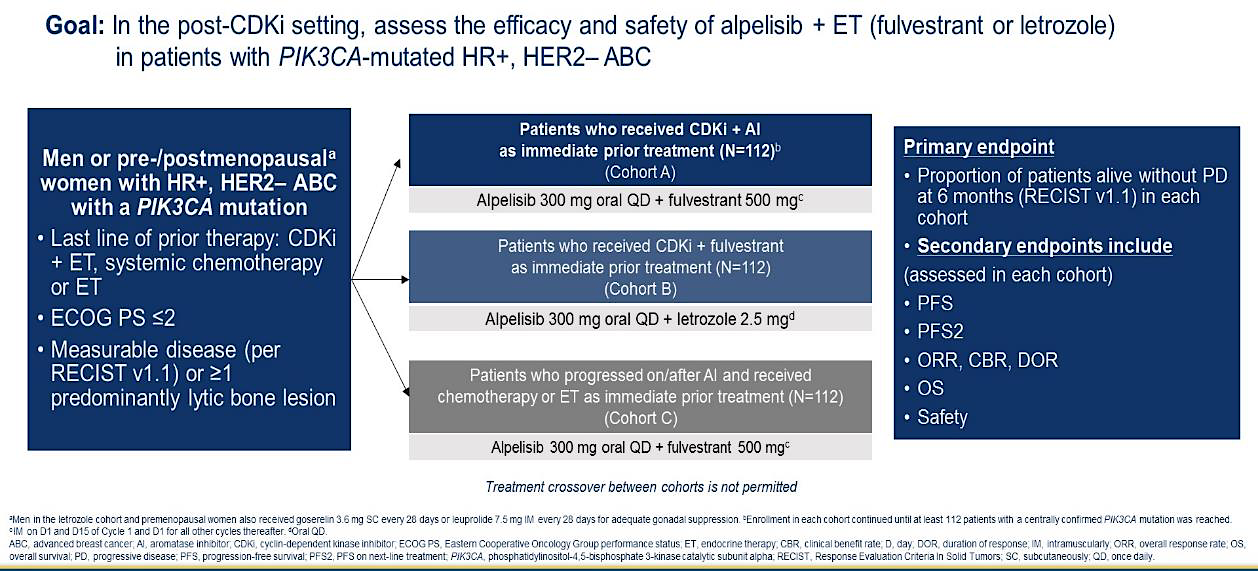 Goal: In the post-CDKi setting, assess the efficacy and safety of alpelisib + ET (fulvestrant or letrozole)
in patients with PIK3CA-mutated HR+, HER2– ABC
Men or pre-/postmenopausalᵃ
women with HR+, HER2– ABC
with a PIK3CA mutation
• Last line of prior therapy: CDKi
+ ET, systemic chemotherapy
or ET
• ECOG PS ≤2
• Measurable disease (per
RECIST v1.1) or ≥1
predominantly lytic bone lesion
Patients who received CDKi + AI
as immediate prior treatment (N=112)ᵇ
(Cohort A)
Alpelisib 300 mg oral QD + fulvestrant 500 mgᶜ
Patients who received CDKi + fulvestrant
as immediate prior treatment (N=112)
(Cohort B)
Alpelisib 300 mg oral QD + letrozole 2.5 mgᵈ
Patients who progressed on/after AI and received
chemotherapy or ET as immediate prior treatment (N=112)
(Cohort C)
Alpelisib 300 mg oral QD + fulvestrant 500 mgᶜ
Treatment crossover between cohorts is not permitted
Primary endpoint
• Proportion of patients alive without PD
at 6 months (RECIST v1.1) in each
cohort
• Secondary endpoints include
(assessed in each cohort)
• PFS
• PFS2
• ORR, CBR, DOR
• OS
• Safety
ᵃMen in the letrozole cohort and premenopausal women also received goserelin 3.6 mg SC every 28 days or leuprolide 7.5 mg IM every 28 days for adequate gonadal suppression. ᵇEnrollment in each cohort continued until at least 112 patients with a centrally confirmed PIK3CA mutation was reached.
ᶜIM on D1 and D15 of Cycle 1 and D1 for all other cycles thereafter. ᵈOral QD.
ABC, advanced breast cancer; AI, aromatase inhibitor; CDKi, cyclin-dependent kinase inhibitor; ECOG PS, Eastern Cooperative Oncology Group performance status; ET, endocrine therapy; CBR, clinical benefit rate; D, day; DOR, duration of response; IM, intramuscularly; ORR, overall response rate; OS,
overall survival; PD, progressive disease; PFS, progression-free survival; PFS2, PFS on next-line treatment; PIK3CA, phosphatidylinositol-4,5-bisphosphate 3-kinase catalytic subunit alpha; RECIST, Response Evaluation Criteria In Solid Tumors; SC, subcutaneously; QD, once daily.